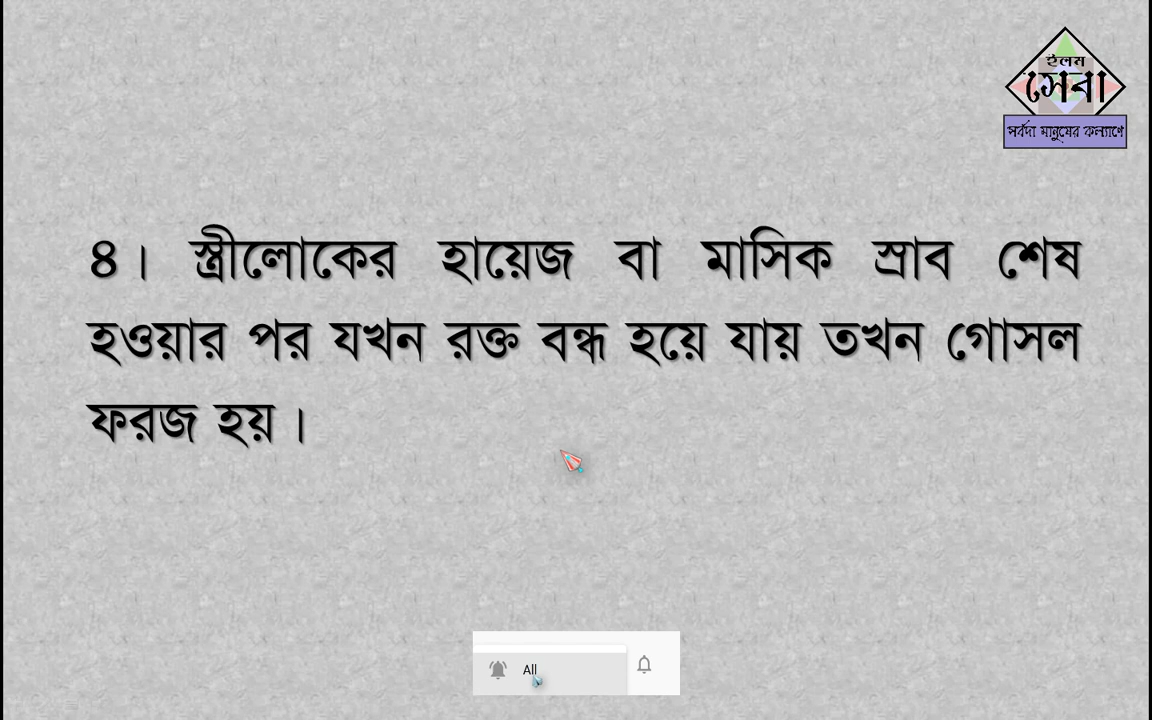 ইলম
সেবা
সর্বদা মানুষের কল্যাণে
৪। স্ত্রীলোকের হায়েজ বা মাসিক স্রাব শেষ
হওয়ার পর যখন রক্ত বন্ধ হয়ে যায় তখন গোসল
ফরজ হয়।
All